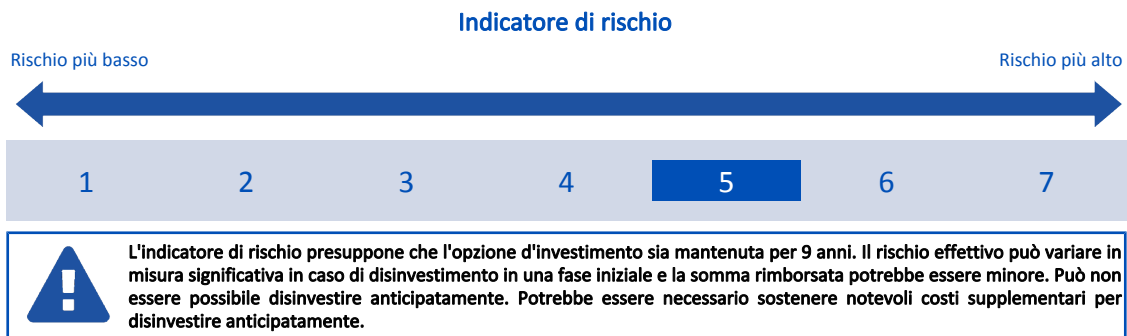 Indicatore di rischio
Rischio più basso
Rischio più alto
1 2 3 4 5 6 7
L'indicatore di rischio presuppone che l'opzione d'investimento sia mantenuta per 9 anni. Il rischio effettivo può variare in
misura significativa in caso di disinvestimento in una fase iniziale e la somma rimborsata potrebbe essere minore. Può non
essere possibile disinvestire anticipatamente. Potrebbe essere necessario sostenere notevoli costi supplementari per
disinvestire anticipatamente.